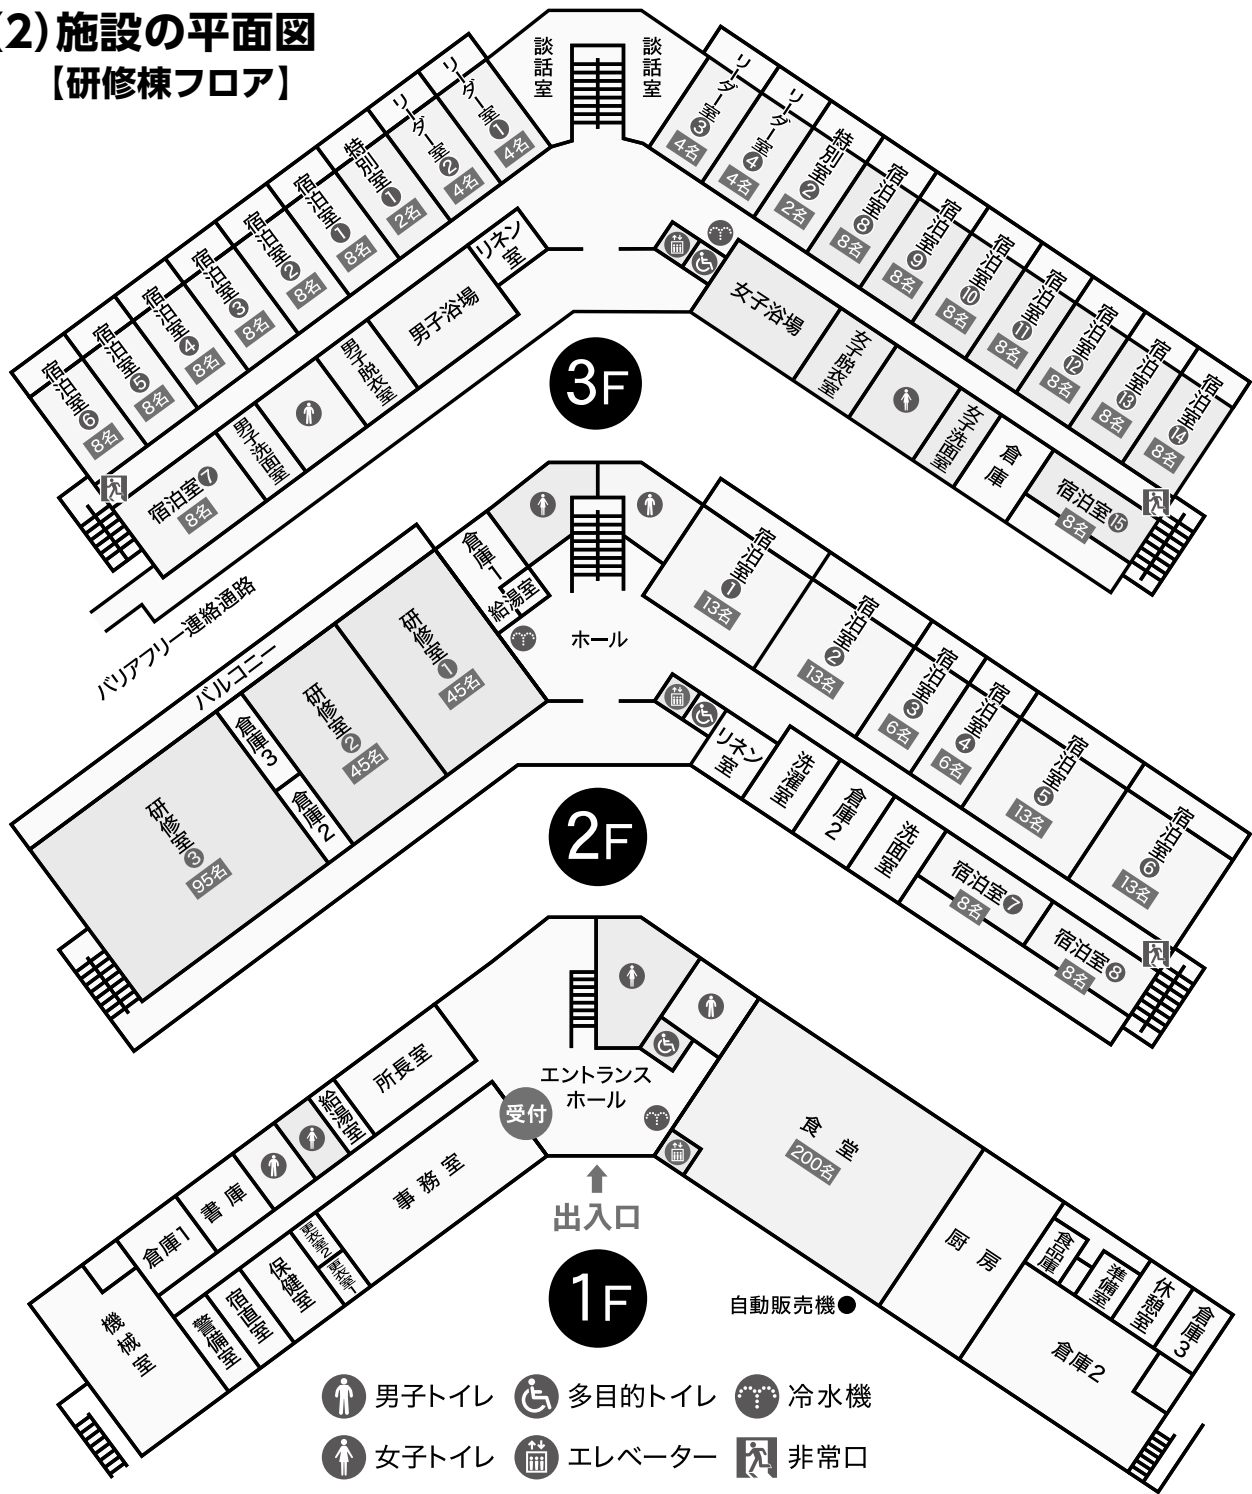 (2)施設の平面図
【研修棟フロア】
談話室
談話室
リーダー室❶
4名
リーダー室❷
4名
特別室❶
2名
宿泊室❶
8名
宿泊室❷
8名
宿泊室❸
8名
宿泊室❹
8名
宿泊室❺
8名
宿泊室❻
8名
リーダー室❸
4名
リーダー室❹
4名
特別室❷
2名
宿泊室❽
8名
宿泊室❾
8名
宿泊室❿
8名
宿泊室⓫
8名
宿泊室⓬
8名
宿泊室⓭
8名
宿泊室⓮
8名
リネン室
男子浴場
男子脱衣室
男子洗面室
宿泊室❼
8名
女子浴場
女子脱衣室
女子洗面室
倉庫
宿泊室⓯
8名
3F
バリアフリー連絡通路
バルコニー
倉庫1
給湯室
ホール
研修室❶
45名
研修室❷
45名
倉庫3
倉庫2
研修室❸
95名
宿泊室❶
13名
宿泊室❷
13名
宿泊室❸
6名
宿泊室❹
6名
宿泊室❺
13名
宿泊室❻
13名
リネン室
洗濯室
倉庫2
洗面室
宿泊室❼
8名
宿泊室❽
8名
2F
エントランス
ホール
受付
出入口
所長室
給湯室
書庫
倉庫1
機械室
事務室
更衣室2
更衣室1
保健室
宿直室
警備室
食堂
200名
厨房
食品庫
準備室
休憩室
倉庫3
倉庫2
自動販売機●
1F
男子トイレ
多目的トイレ
冷水機
女子トイレ
エレベーター
非常口